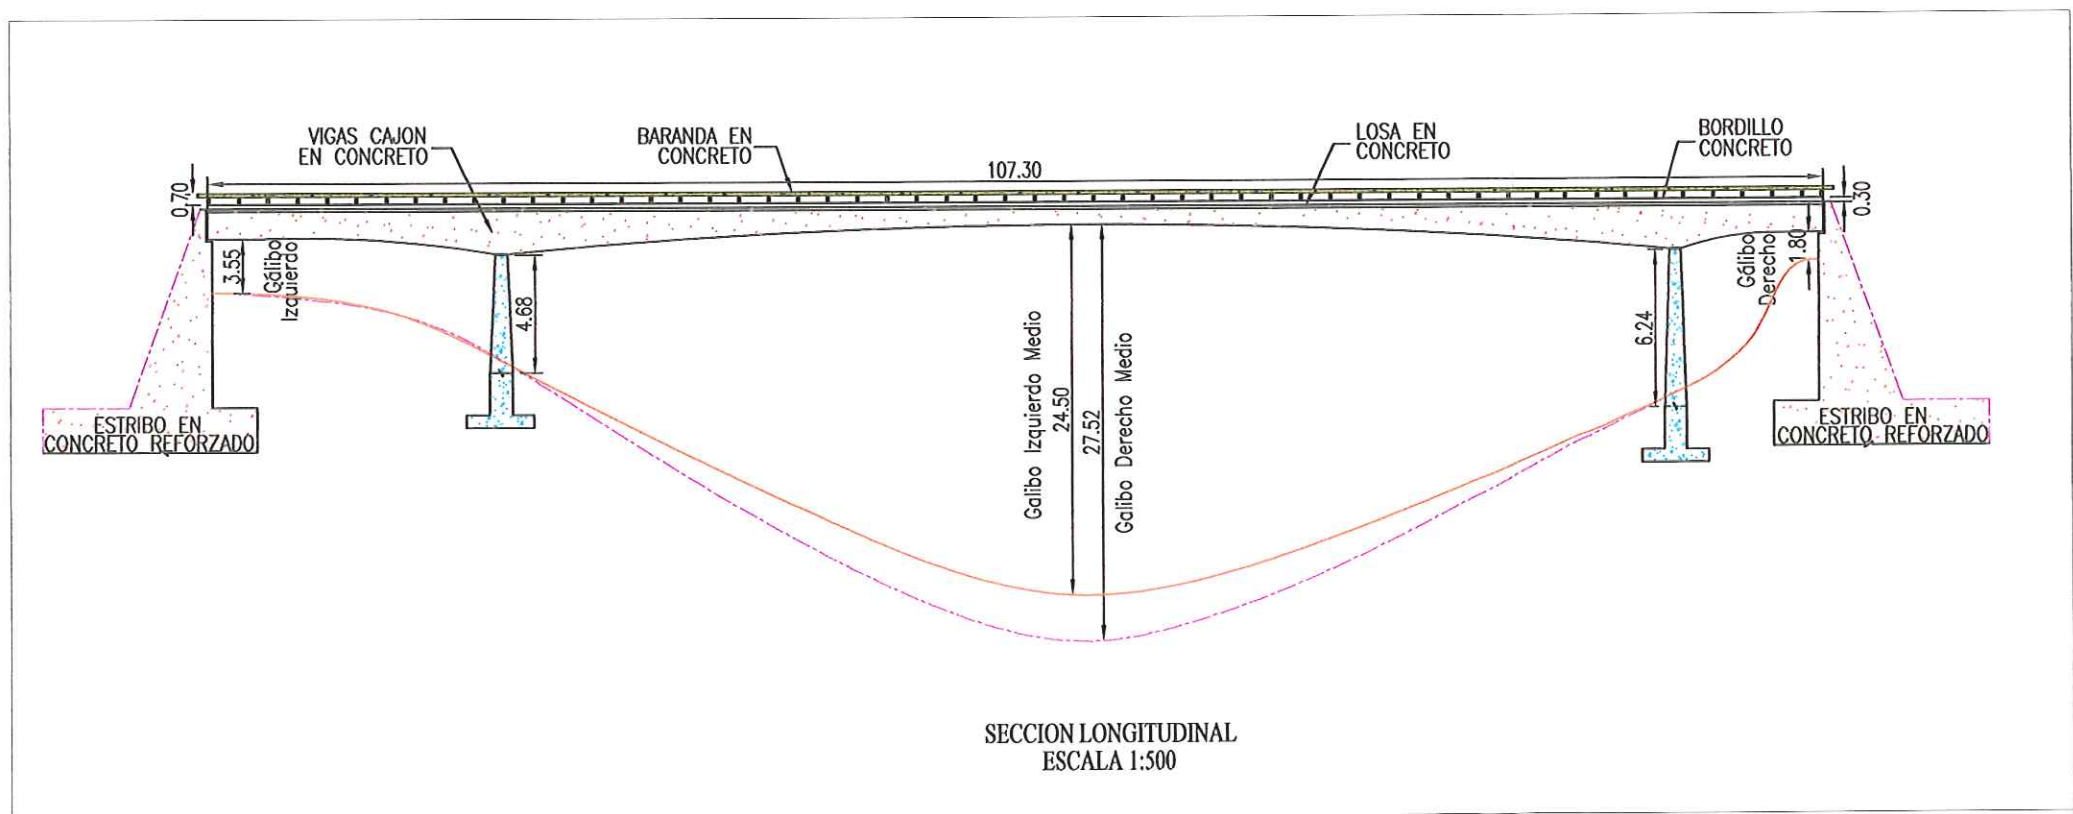 VIGAS CAJON
EN CONCRETO
BARANDA EN
CONCRETO
LOSA EN
CONCRETO
BORDILLO
CONCRETO
107.30
0.70
0.30
3.55
Gálibo
Izquierdo
4.68
Galibo Izquierdo Medio
24.50
27.52
Galibo Derecho Medio
6.24
Gálibo
Derecho
1.80
ESTRIBO EN
CONCRETO REFORZADO
ESTRIBO EN
CONCRETO REFORZADO
SECCION LONGITUDINAL
ESCALA 1:500